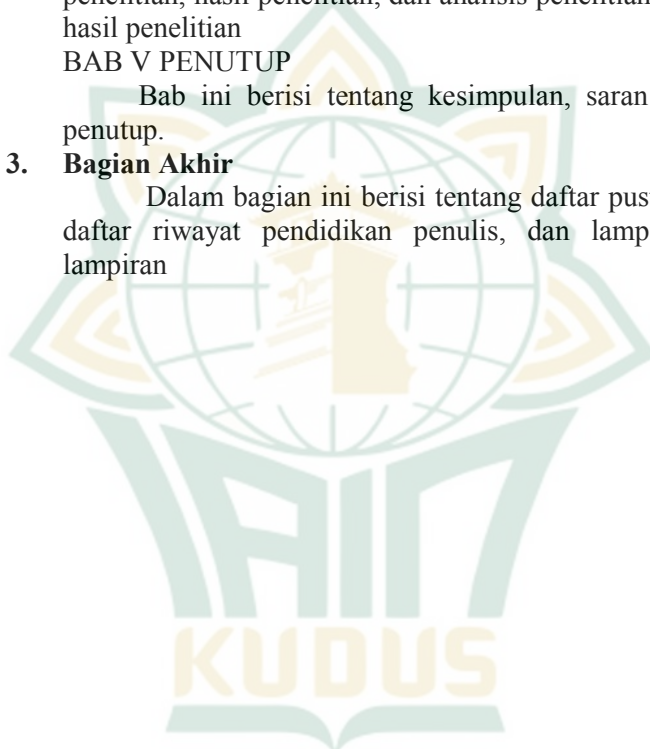 penelitian, hasil penelitian, dan analisis penelitian
hasil penelitian
BAB V PENUTUP
Bab ini berisi tentang kesimpulan, saran
penutup.
3. Bagian Akhir
Dalam bagian ini berisi tentang daftar pus
daftar riwayat pendidikan penulis, dan lamp
lampiran
IAIN
KUDUS